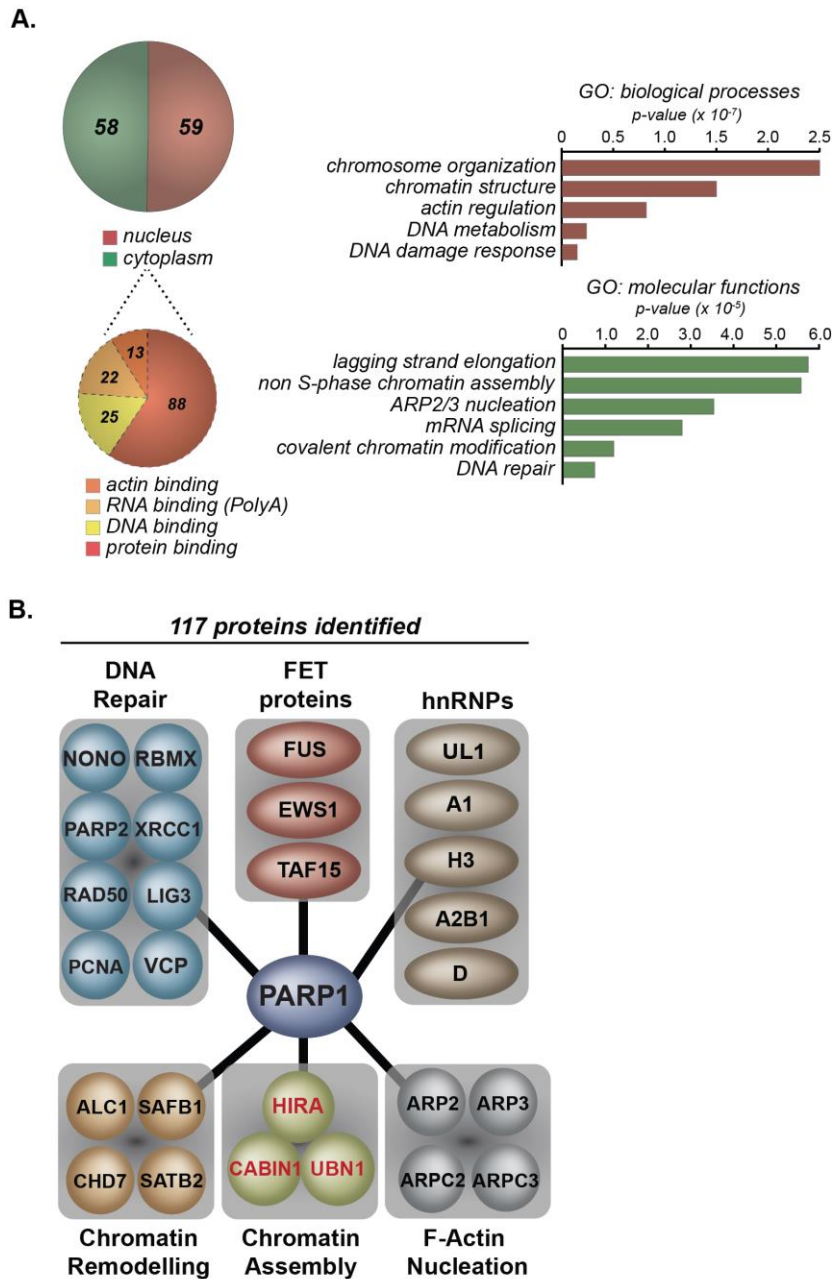 A.
58
59
nucleus
cytoplasm
13
22
25
88
actin binding
RNA binding (PolyA)
DNA binding
protein binding
GO: biological processes
p-value (x 10⁻⁷)
0 0.5 1.0 1.5 2.0 2.5
chromosome organization
chromatin structure
actin regulation
DNA metabolism
DNA damage response
GO: molecular functions
p-value (x 10⁻⁵)
0 1.0 2.0 3.0 4.0 5.0 6.0
lagging strand elongation
non S-phase chromatin assembly
ARP2/3 nucleation
mRNA splicing
covalent chromatin modification
DNA repair
B.
117 proteins identified
DNA
Repair
NONO RBMX
PARP2 XRCC1
RAD50 LIG3
PCNA VCP
FET
proteins
FUS
EWS1
TAF15
hnRNPs
UL1
A1
H3
A2B1
D
PARP1
ALC1 SAFB1
CHD7 SATB2
Chromatin
Remodelling
HIRA
CABIN1 UBN1
Chromatin
Assembly
ARP2 ARP3
ARPC2 ARPC3
F-Actin
Nucleation